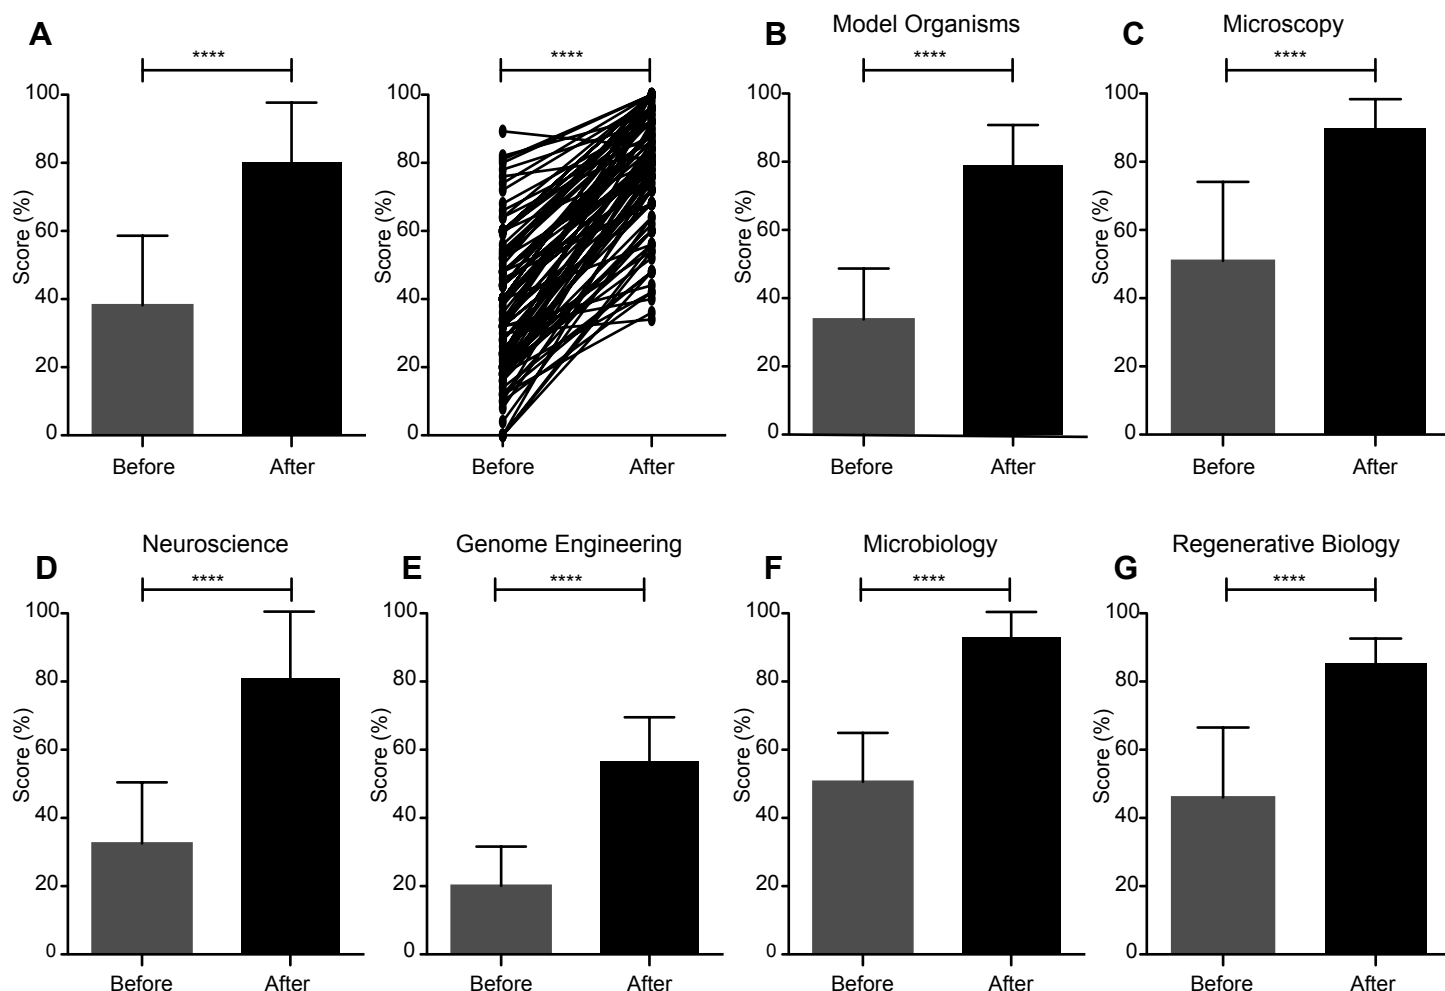 A
****
100
80
60
40
20
0
Score (%)
Before
After
****
100
80
60
40
20
0
Score (%)
Before
After
B
Model Organisms
****
100
80
60
40
20
0
Score (%)
Before
After
C
Microscopy
****
100
80
60
40
20
0
Score (%)
Before
After
D
Neuroscience
****
100
80
60
40
20
0
Score (%)
Before
After
E
Genome Engineering
****
100
80
60
40
20
0
Score (%)
Before
After
F
Microbiology
****
100
80
60
40
20
0
Score (%)
Before
After
G
Regenerative Biology
****
100
80
60
40
20
0
Score (%)
Before
After